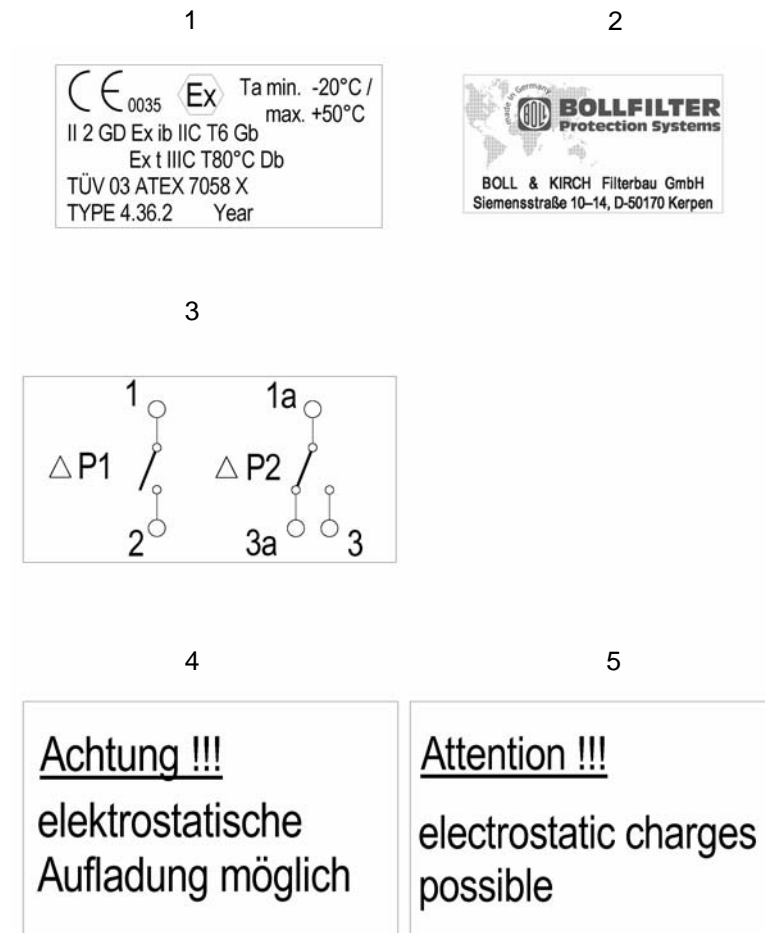 1
2
CE 0035 Ex Ta min. -20°C /
max. +50°C
II 2 GD Ex ib IIC T6 Gb
Ex t IIIC T80°C Db
TÜV 03 ATEX 7058 X
TYPE 4.36.2 Year
made in Germany
BOLL
BOLLFILTER
Protection Systems
BOLL & KIRCH Filterbau GmbH
Siemensstraße 10–14, D-50170 Kerpen
3
1 1a
△ P1 △ P2
2 3a 3
4
5
Achtung !!!
elektrostatische
Aufladung möglich
Attention !!!
electrostatic charges
possible